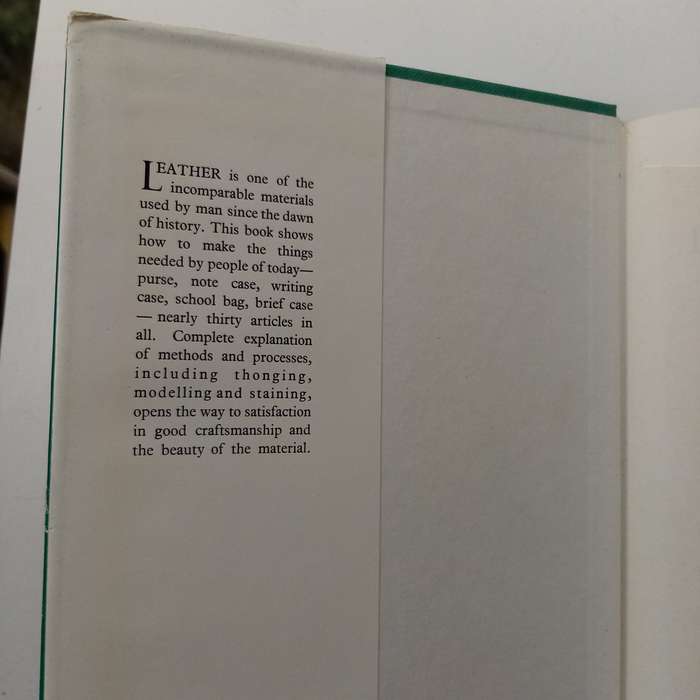 LEATHER is one of the
incomparable materials
used by man since the dawn
of history. This book shows
how to make the things
needed by people of today—
purse, note case, writing
case, school bag, brief case
— nearly thirty articles in
all. Complete explanation
of methods and processes,
including thonging,
modelling and staining,
opens the way to satisfaction
in good craftsmanship and
the beauty of the material.